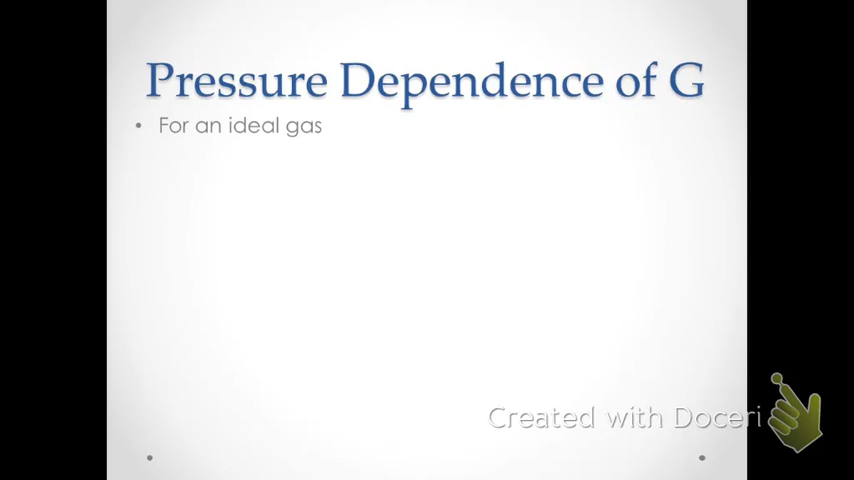 Pressure Dependence of G
• For an ideal gas
Created with Doceri